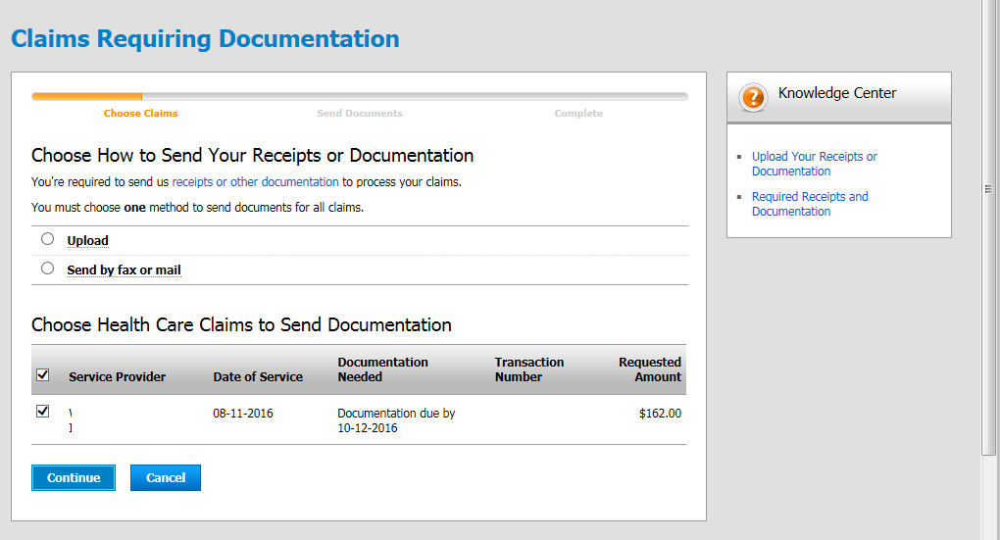 Claims Requiring Documentation
Choose Claims
Send Documents
Complete
Choose How to Send Your Receipts or Documentation
You're required to send us receipts or other documentation to process your claims.
You must choose one method to send documents for all claims.
Upload
Send by fax or mail
Choose Health Care Claims to Send Documentation
Service Provider
Date of Service
Documentation
Needed
Transaction
Number
Requested
Amount
08-11-2016
Documentation due by
10-12-2016
$162.00
Continue
Cancel
Knowledge Center
Upload Your Receipts or
Documentation
Required Receipts and
Documentation